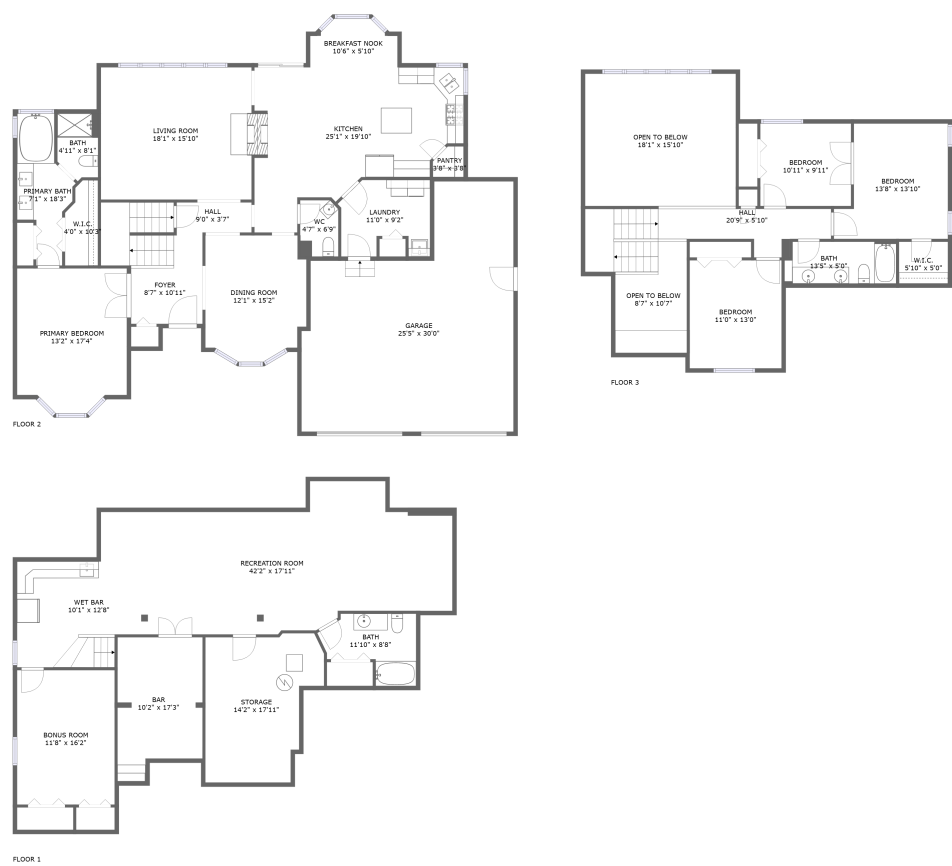 BREAKFAST NOOK
10'6" x 5'10"
LIVING ROOM
18'1" x 15'10"
KITCHEN
25'1" x 19'10"
PANTRY
3'8" x 3'8"
BATH
4'11" x 8'1"
PRIMARY BATH
7'1" x 18'3"
W.I.C.
4'0" x 10'3"
HALL
9'0" x 3'7"
WC
4'7" x 6'9"
LAUNDRY
11'0" x 9'2"
FOYER
8'7" x 10'11"
DINING ROOM
12'1" x 15'2"
PRIMARY BEDROOM
13'2" x 17'4"
GARAGE
25'5" x 30'0"
FLOOR 2
OPEN TO BELOW
18'1" x 15'10"
BEDROOM
10'11" x 9'11"
BEDROOM
13'8" x 13'10"
HALL
20'9" x 5'10"
BATH
13'5" x 5'0"
W.I.C.
5'10" x 5'0"
OPEN TO BELOW
8'7" x 10'7"
BEDROOM
11'0" x 13'0"
FLOOR 3
RECREATION ROOM
42'2" x 17'11"
WET BAR
10'1" x 12'8"
BATH
11'10" x 8'8"
BAR
10'2" x 17'3"
STORAGE
14'2" x 17'11"
BONUS ROOM
11'8" x 16'2"
FLOOR 1